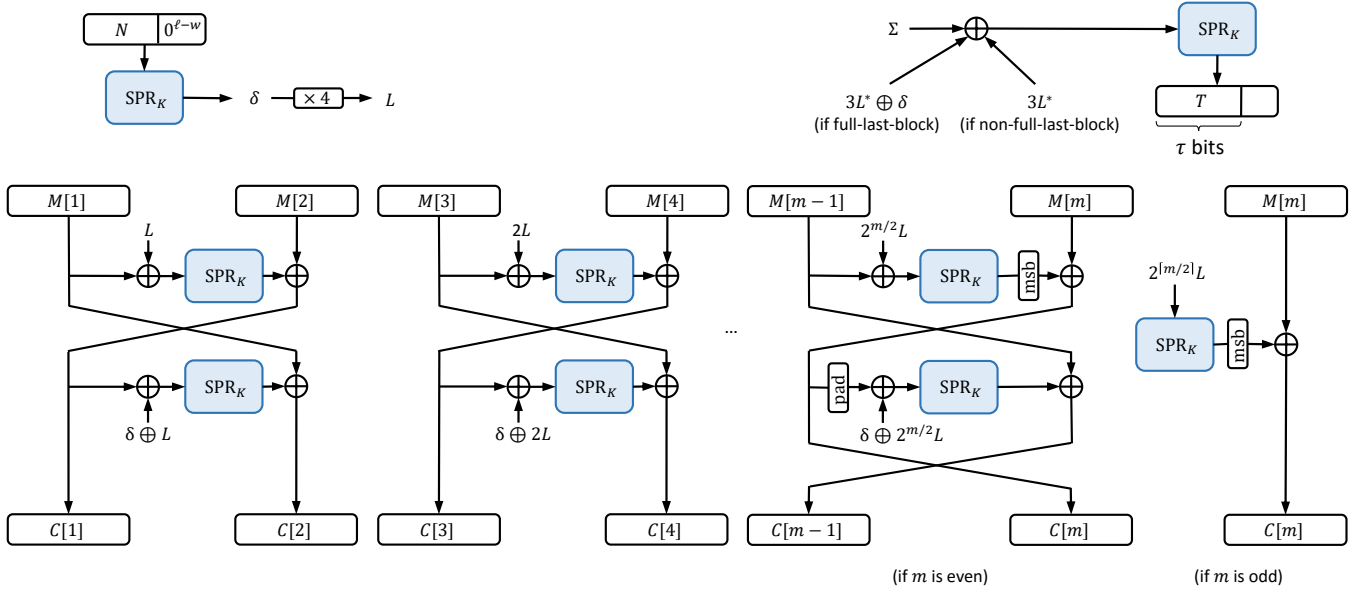 N 0^{ℓ−w}
SPR_K δ × 4 L
Σ SPR_K
3L* ⊕ δ 3L*
(if full-last-block) (if non-full-last-block)
T
τ bits
M[1] M[2] M[3] M[4] M[m − 1] M[m] M[m]
L 2L 2^{m/2}L
SPR_K SPR_K SPR_K msb
2^{⌈m/2⌉}L
SPR_K msb
...
SPR_K SPR_K pad SPR_K
δ ⊕ L δ ⊕ 2L δ ⊕ 2^{m/2}L
C[1] C[2] C[3] C[4] C[m − 1] C[m] C[m]
(if m is even) (if m is odd)